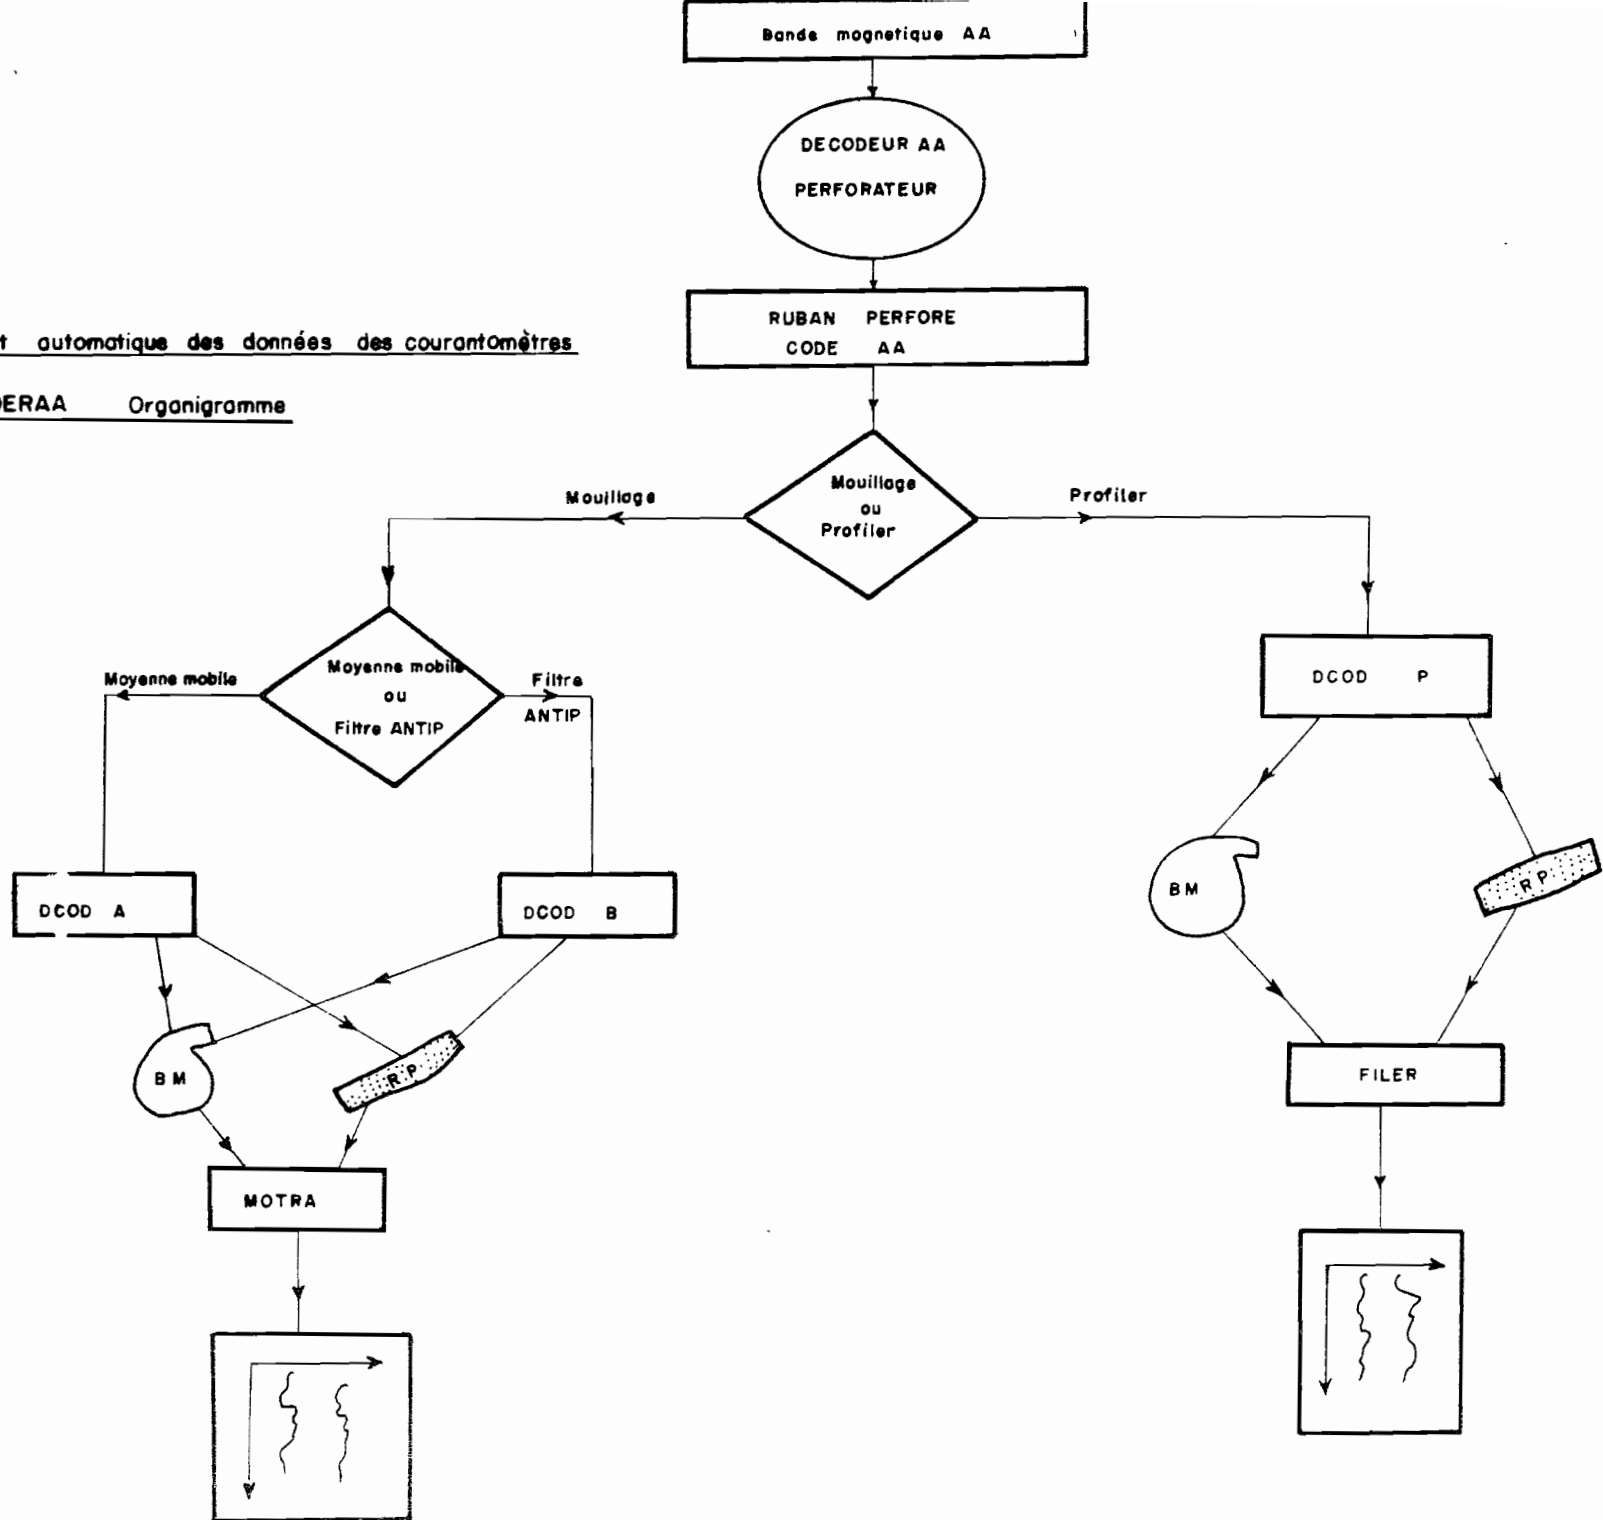 Bande magnetique AA
DECODEUR AA
PERFORATEUR
RUBAN PERFORE
CODE AA
t automatique des données des courantomètres
DERAA Organigramme
Mouillage
ou
Profiler
Mouillage
Profiler
Moyenne mobile
ou
Filtre ANTIP
Moyenne mobile
Filtre
ANTIP
DCOD P
DCOD A
DCOD B
BM
RP
BM
RP
FILER
MOTRA